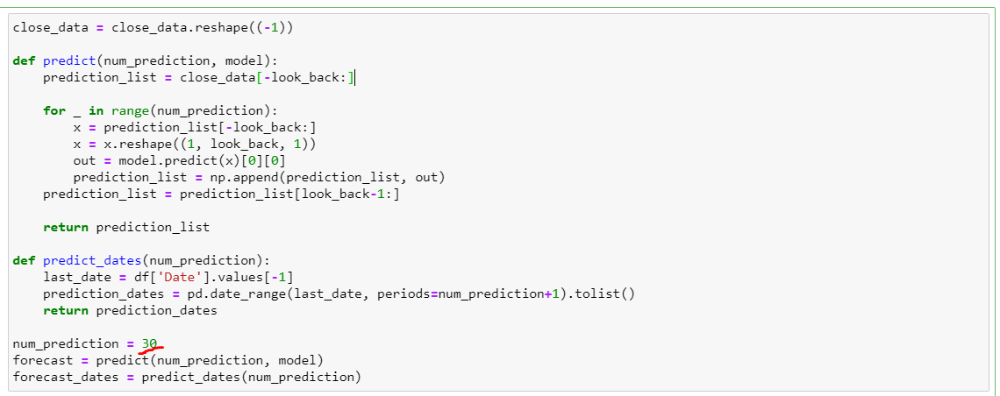 close_data = close_data.reshape((-1))
def predict(num_prediction, model):
    prediction_list = close_data[-look_back:]
    for _ in range(num_prediction):
        x = prediction_list[-look_back:]
        x = x.reshape((1, look_back, 1))
        out = model.predict(x)[0][0]
        prediction_list = np.append(prediction_list, out)
    prediction_list = prediction_list[look_back-1:]
    return prediction_list
def predict_dates(num_prediction):
    last_date = df['Date'].values[-1]
    prediction_dates = pd.date_range(last_date, periods=num_prediction+1).tolist()
    return prediction_dates
num_prediction = 30
forecast = predict(num_prediction, model)
forecast_dates = predict_dates(num_prediction)